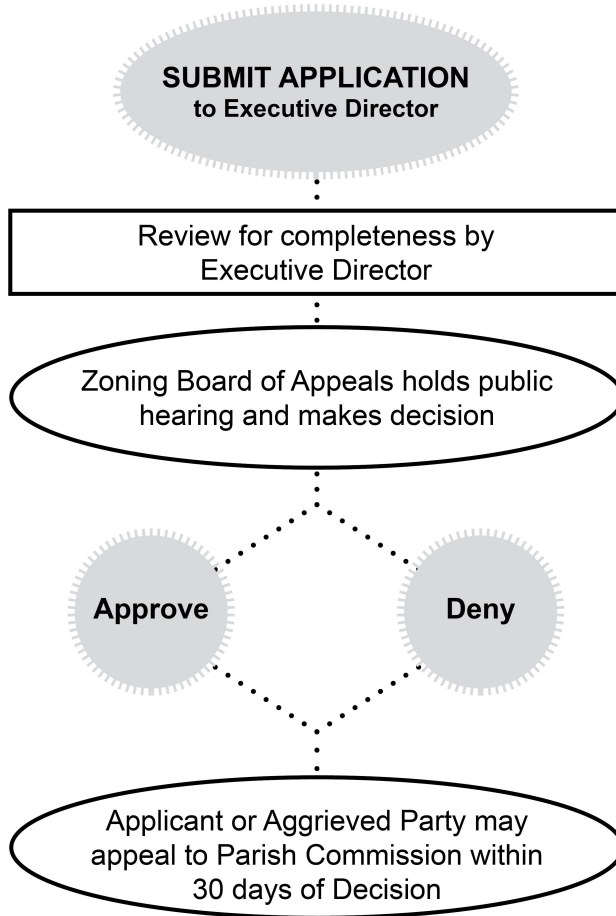 SUBMIT APPLICATION
to Executive Director
Review for completeness by
Executive Director
Zoning Board of Appeals holds public
hearing and makes decision
Approve
Deny
Applicant or Aggrieved Party may
appeal to Parish Commission within
30 days of Decision